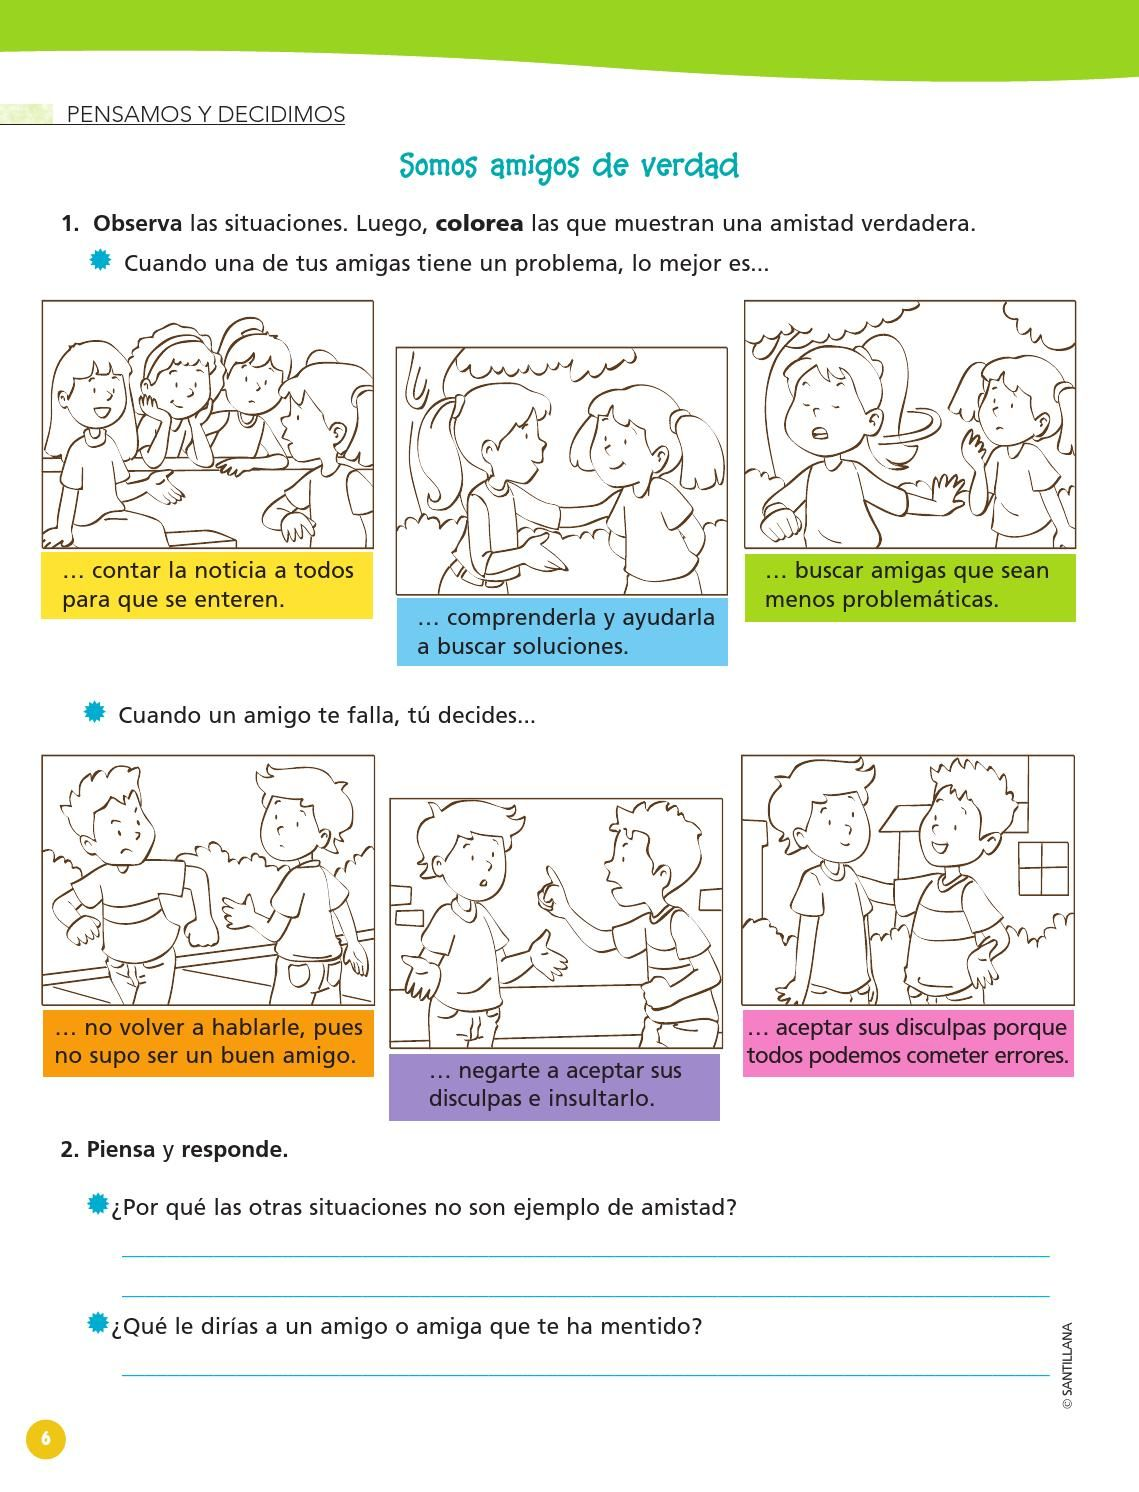 PENSAMOS Y DECIDIMOS
Somos amigos de verdad
1. Observa las situaciones. Luego, colorea las que muestran una amistad verdadera.
Cuando una de tus amigas tiene un problema, lo mejor es...
... contar la noticia a todos
para que se enteren.
... comprenderla y ayudarla
a buscar soluciones.
... buscar amigas que sean
menos problemáticas.
Cuando un amigo te falla, tú decides...
... no volver a hablarle, pues
no supo ser un buen amigo.
... negarte a aceptar sus
disculpas e insultarlo.
... aceptar sus disculpas porque
todos podemos cometer errores.
2. Piensa y responde.
¿Por qué las otras situaciones no son ejemplo de amistad?
¿Qué le dirías a un amigo o amiga que te ha mentido?
© SANTILLANA
6